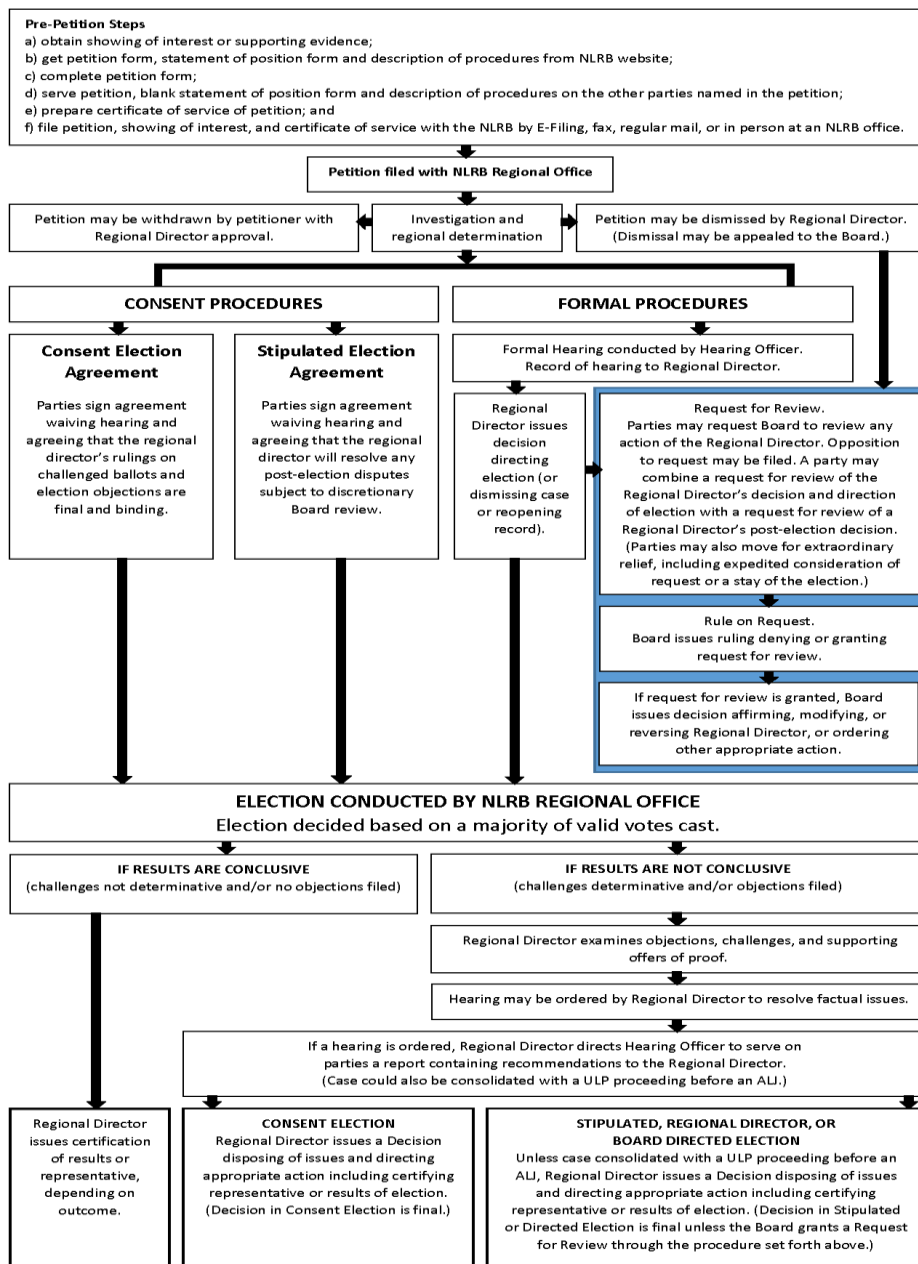 Pre-Petition Steps
a) obtain showing of interest or supporting evidence;
b) get petition form, statement of position form and description of procedures from NLRB website;
c) complete petition form;
d) serve petition, blank statement of position form and description of procedures on the other parties named in the petition;
e) prepare certificate of service of petition; and
f) file petition, showing of interest, and certificate of service with the NLRB by E-Filing, fax, regular mail, or in person at an NLRB office.
Petition filed with NLRB Regional Office
Petition may be withdrawn by petitioner with
Regional Director approval.
Investigation and
regional determination
Petition may be dismissed by Regional Director.
(Dismissal may be appealed to the Board.)
CONSENT PROCEDURES
FORMAL PROCEDURES
Consent Election
Agreement
Parties sign agreement
waiving hearing and
agreeing that the regional
director's rulings on
challenged ballots and
election objections are
final and binding.
Stipulated Election
Agreement
Parties sign agreement
waiving hearing and
agreeing that the regional
director will resolve any
post-election disputes
subject to discretionary
Board review.
Formal Hearing conducted by Hearing Officer.
Record of hearing to Regional Director.
Regional
Director issues
decision
directing
election (or
dismissing case
or reopening
record).
Request for Review.
Parties may request Board to review any
action of the Regional Director. Opposition
to request may be filed. A party may
combine a request for review of the
Regional Director's decision and direction
of election with a request for review of a
Regional Director's post-election decision.
(Parties may also move for extraordinary
relief, including expedited consideration of
request or a stay of the election.)
Rule on Request.
Board issues ruling denying or granting
request for review.
If request for review is granted, Board
issues decision affirming, modifying, or
reversing Regional Director, or ordering
other appropriate action.
ELECTION CONDUCTED BY NLRB REGIONAL OFFICE
Election decided based on a majority of valid votes cast.
IF RESULTS ARE CONCLUSIVE
(challenges not determinative and/or no objections filed)
IF RESULTS ARE NOT CONCLUSIVE
(challenges determinative and/or objections filed)
Regional Director examines objections, challenges, and supporting
offers of proof.
Hearing may be ordered by Regional Director to resolve factual issues.
If a hearing is ordered, Regional Director directs Hearing Officer to serve on
parties a report containing recommendations to the Regional Director.
(Case could also be consolidated with a ULP proceeding before an ALJ.)
Regional Director
issues certification
of results or
representative,
depending on
outcome.
CONSENT ELECTION
Regional Director issues a Decision
disposing of issues and directing
appropriate action including certifying
representative or results of election.
(Decision in Consent Election is final.)
STIPULATED, REGIONAL DIRECTOR, OR
BOARD DIRECTED ELECTION
Unless case consolidated with a ULP proceeding before an
ALJ, Regional Director issues a Decision disposing of issues
and directing appropriate action including certifying
representative or results of election. (Decision in Stipulated
or Directed Election is final unless the Board grants a Request
for Review through the procedure set forth above.)